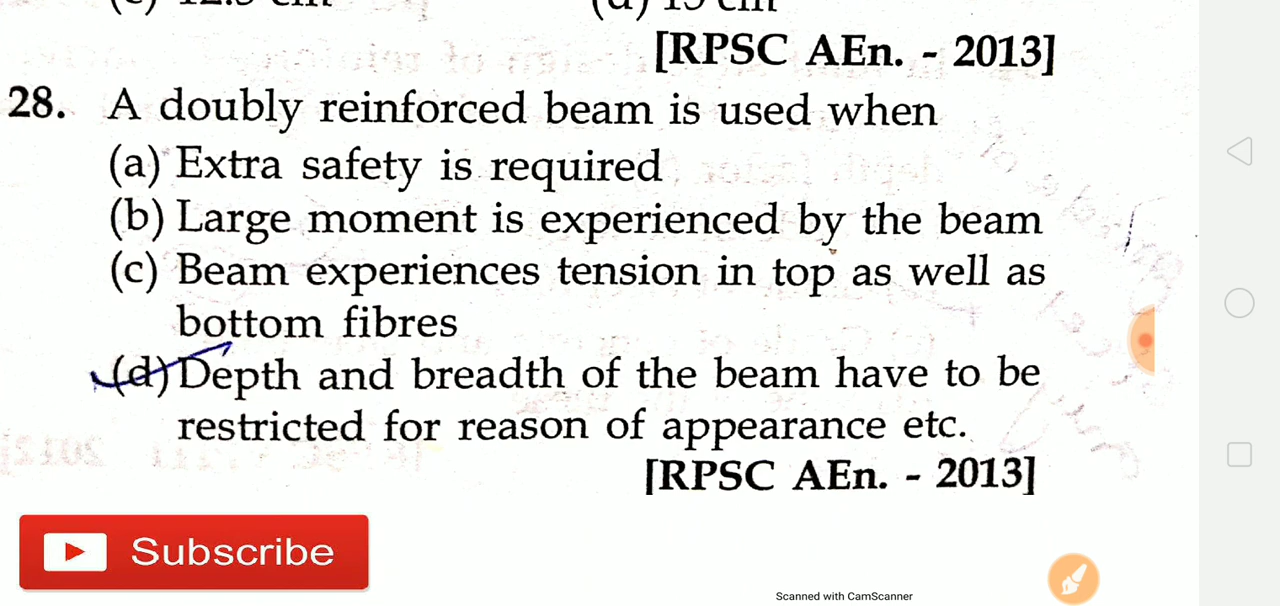 [RPSC AEn. - 2013]
28. A doubly reinforced beam is used when
(a) Extra safety is required
(b) Large moment is experienced by the beam
(c) Beam experiences tension in top as well as
bottom fibres
(d) Depth and breadth of the beam have to be
restricted for reason of appearance etc.
[RPSC AEn. - 2013]
Subscribe
Scanned with CamScanner